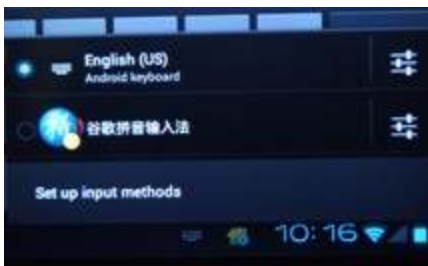 English (US)
Android keyboard
谷歌拼音输入法
Set up input methods
10:16